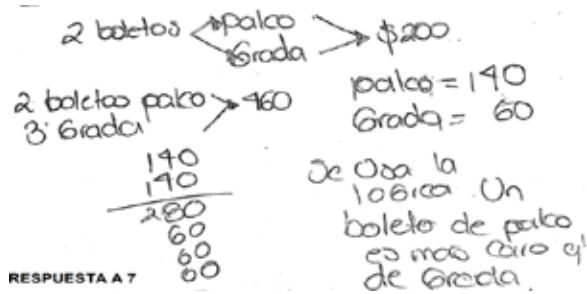 2 boletos palco $200.
Grada
palco = 140
Grada = 60
2 boletos palco 460
3 Grada
140
140
280
60
60
60
Se Usa la
logica. Un
boleto de palco
es mas caro q'
de Grada.
RESPUESTA A 7